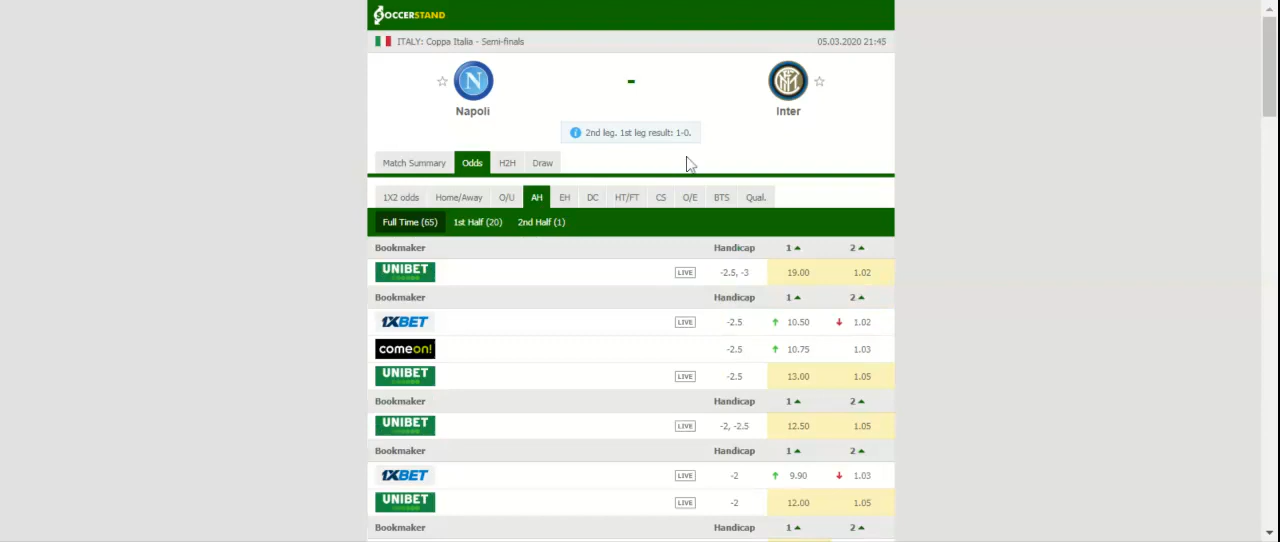 SOCCERSTAND
ITALY: Coppa Italia - Semi-finals 05.03.2020 21:45
N
Napoli - Inter
2nd leg. 1st leg result: 1-0.
Match Summary Odds H2H Draw
1X2 odds Home/Away O/U AH EH DC HT/FT CS O/E BTS Qual.
Full Time (65) 1st Half (20) 2nd Half (1)
Bookmaker Handicap 1 2
UNIBET LIVE -2.5, -3 19.00 1.02
Bookmaker Handicap 1 2
1XBET LIVE -2.5 10.50 1.02
comeon! -2.5 10.75 1.03
UNIBET LIVE -2.5 13.00 1.05
Bookmaker Handicap 1 2
UNIBET LIVE -2, -2.5 12.50 1.05
Bookmaker Handicap 1 2
1XBET LIVE -2 9.90 1.03
UNIBET LIVE -2 12.00 1.05
Bookmaker Handicap 1 2